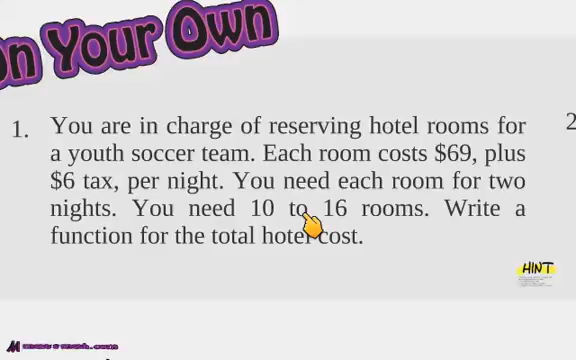 On Your Own
1. You are in charge of reserving hotel rooms for
a youth soccer team. Each room costs $69, plus
$6 tax, per night. You need each room for two
nights. You need 10 to 16 rooms. Write a
function for the total hotel cost.
2
HINT